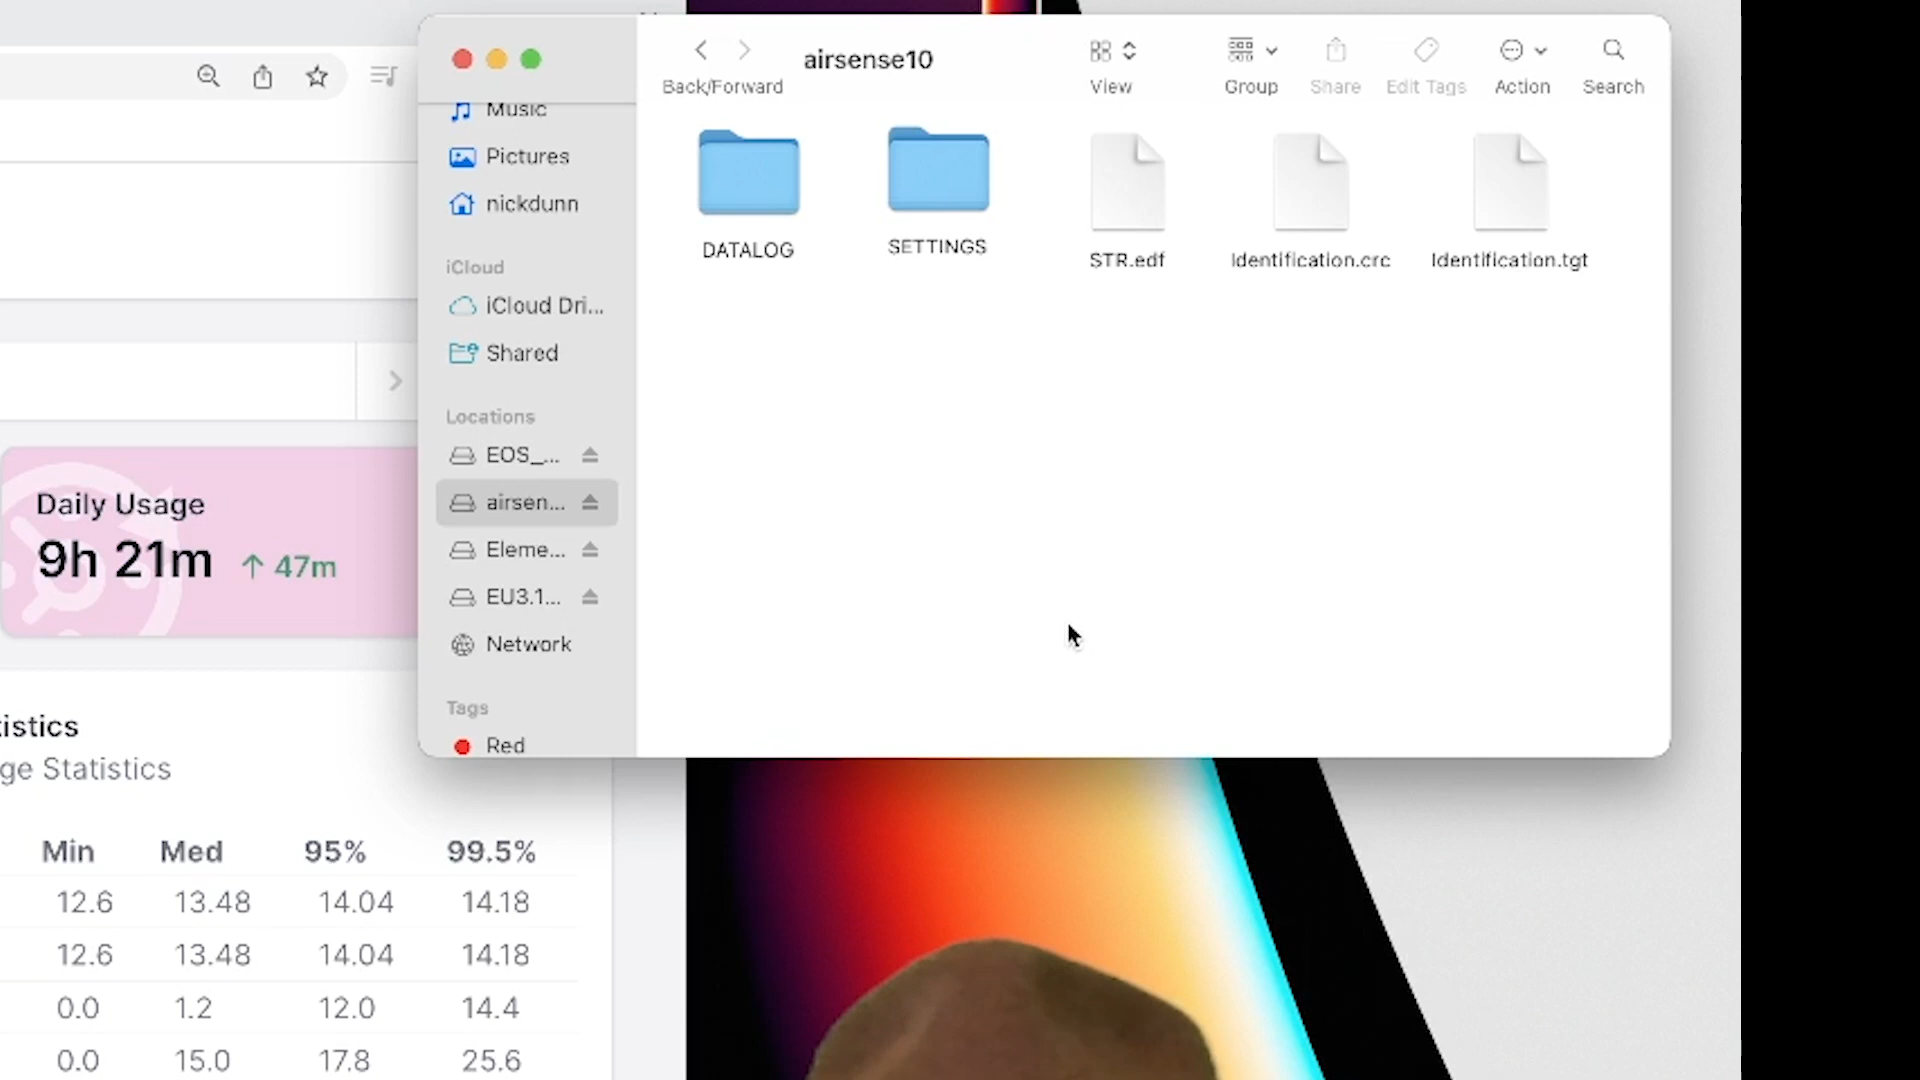 airsense10
Back/Forward
View
Group
Share
Edit Tags
Action
Search
Music
Pictures
nickdunn
iCloud
iCloud Dri...
Shared
Locations
EOS_...
airsen...
Eleme...
EU3.1...
Network
Tags
Red
DATALOG
SETTINGS
STR.edf
Identification.crc
Identification.tgt
Daily Usage
9h 21m ↑ 47m
tistics
ge Statistics
Min Med 95% 99.5%
12.6 13.48 14.04 14.18
12.6 13.48 14.04 14.18
0.0 1.2 12.0 14.4
0.0 15.0 17.8 25.6